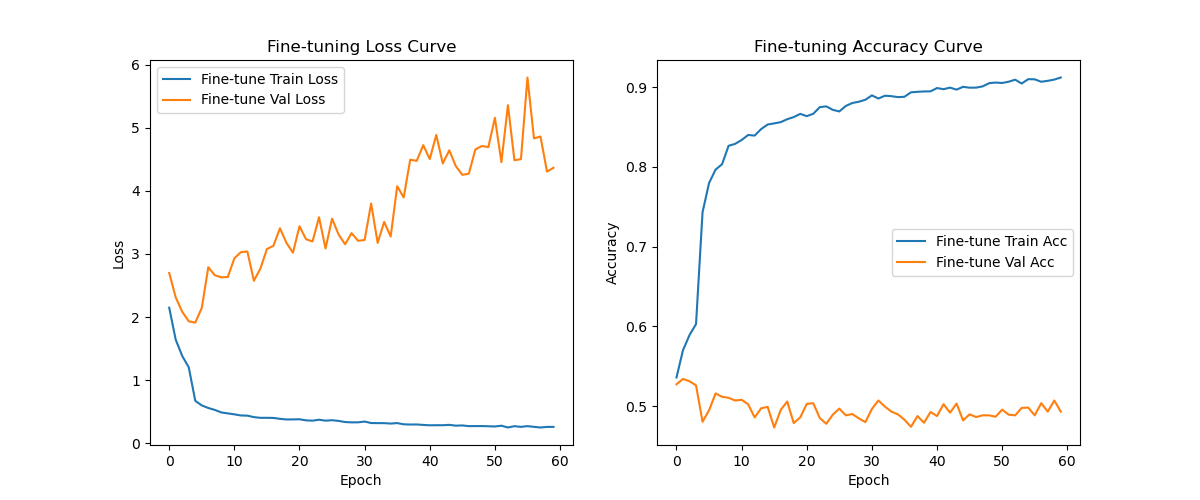 Fine-tuning Loss Curve
Fine-tune Train Loss
Fine-tune Val Loss
Loss
6
5
4
3
2
1
0
0 10 20 30 40 50 60
Epoch
Fine-tuning Accuracy Curve
Fine-tune Train Acc
Fine-tune Val Acc
Accuracy
0.9
0.8
0.7
0.6
0.5
0 10 20 30 40 50 60
Epoch